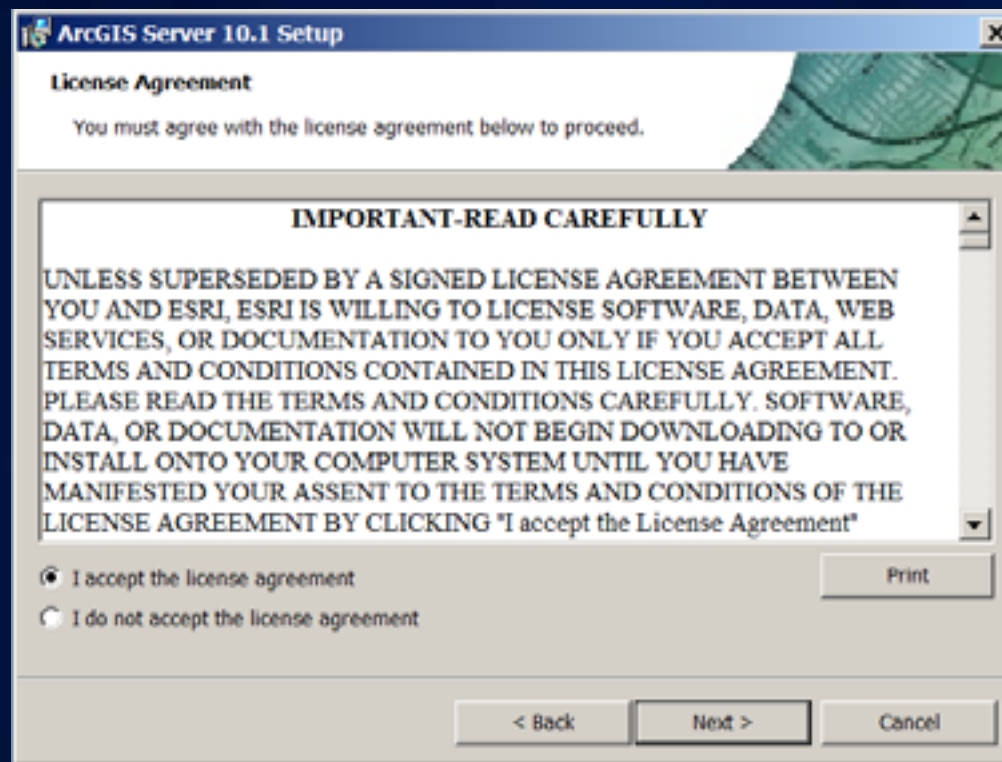 ArcGIS Server 10.1 Setup
License Agreement
You must agree with the license agreement below to proceed.
IMPORTANT-READ CAREFULLY
UNLESS SUPERSEDED BY A SIGNED LICENSE AGREEMENT BETWEEN
YOU AND ESRI, ESRI IS WILLING TO LICENSE SOFTWARE, DATA, WEB
SERVICES, OR DOCUMENTATION TO YOU ONLY IF YOU ACCEPT ALL
TERMS AND CONDITIONS CONTAINED IN THIS LICENSE AGREEMENT.
PLEASE READ THE TERMS AND CONDITIONS CAREFULLY. SOFTWARE,
DATA, OR DOCUMENTATION WILL NOT BEGIN DOWNLOADING TO OR
INSTALL ONTO YOUR COMPUTER SYSTEM UNTIL YOU HAVE
MANIFESTED YOUR ASSENT TO THE TERMS AND CONDITIONS OF THE
LICENSE AGREEMENT BY CLICKING "I accept the License Agreement"
I accept the license agreement
Print
I do not accept the license agreement
< Back
Next >
Cancel